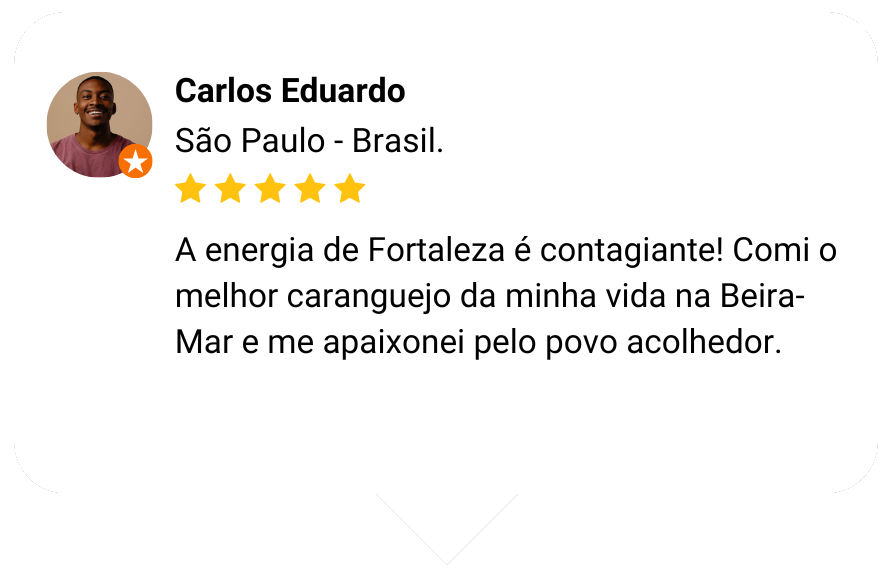 Carlos Eduardo
São Paulo - Brasil.
A energia de Fortaleza é contagiante! Comi o
melhor caranguejo da minha vida na Beira-
Mar e me apaixonei pelo povo acolhedor.